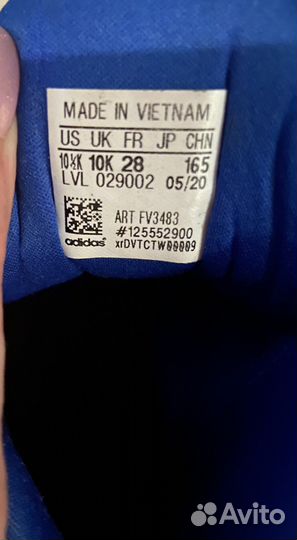 MADE IN VIETNAM
US UK FR JP CHN
10½K 10K 28 165
LVL 029002 05/20
ART FV3483
#125552900
adidas xrDVTCTW00009
Avito